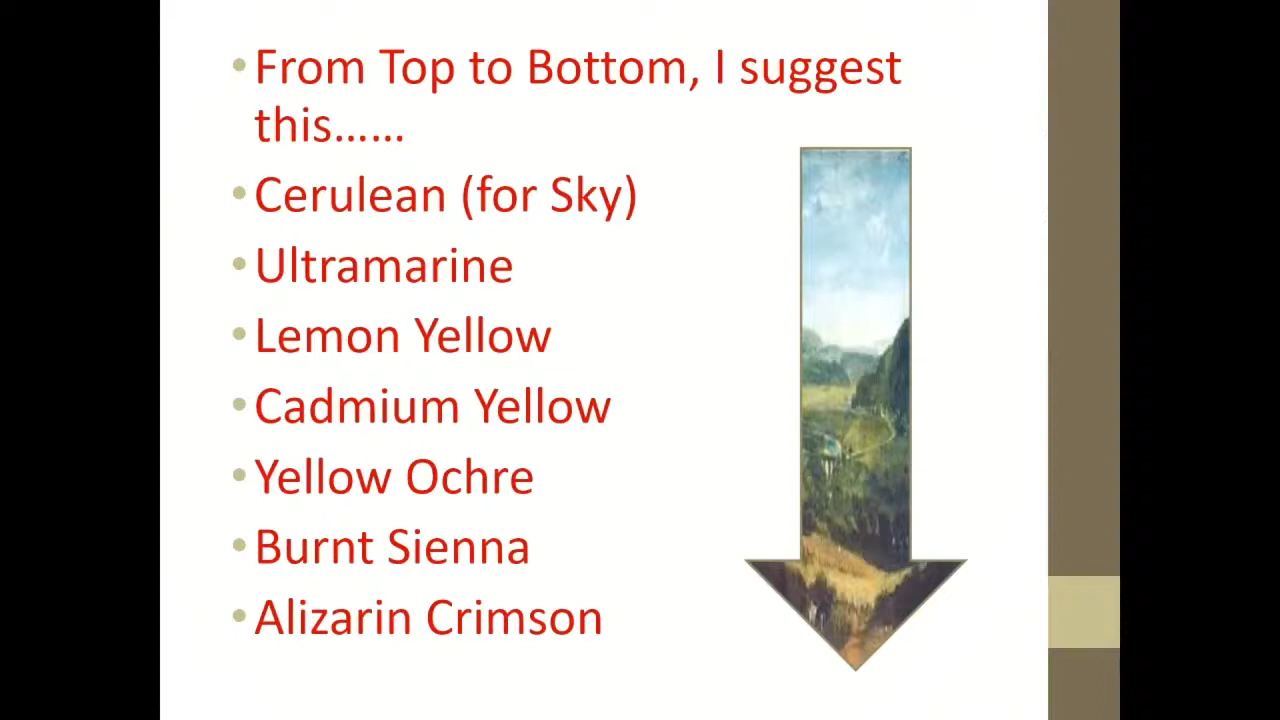 • From Top to Bottom, I suggest
this……
• Cerulean (for Sky)
• Ultramarine
• Lemon Yellow
• Cadmium Yellow
• Yellow Ochre
• Burnt Sienna
• Alizarin Crimson